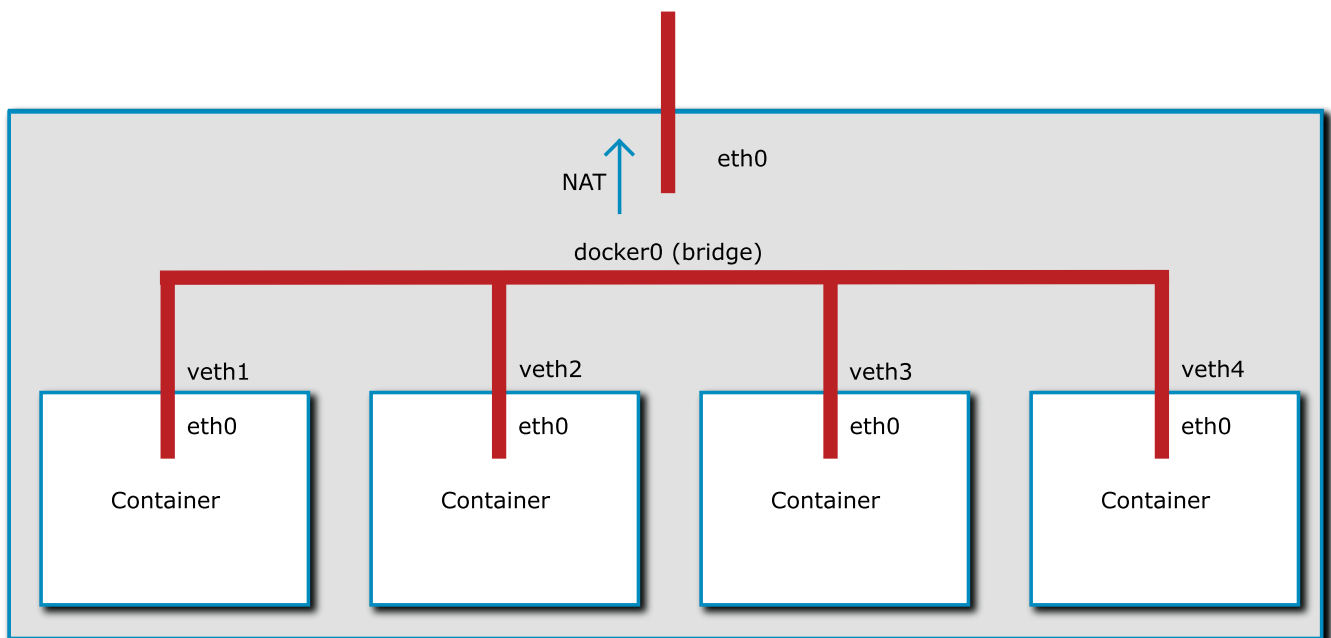 eth0
NAT
docker0 (bridge)
veth1
veth2
veth3
veth4
eth0
eth0
eth0
eth0
Container
Container
Container
Container